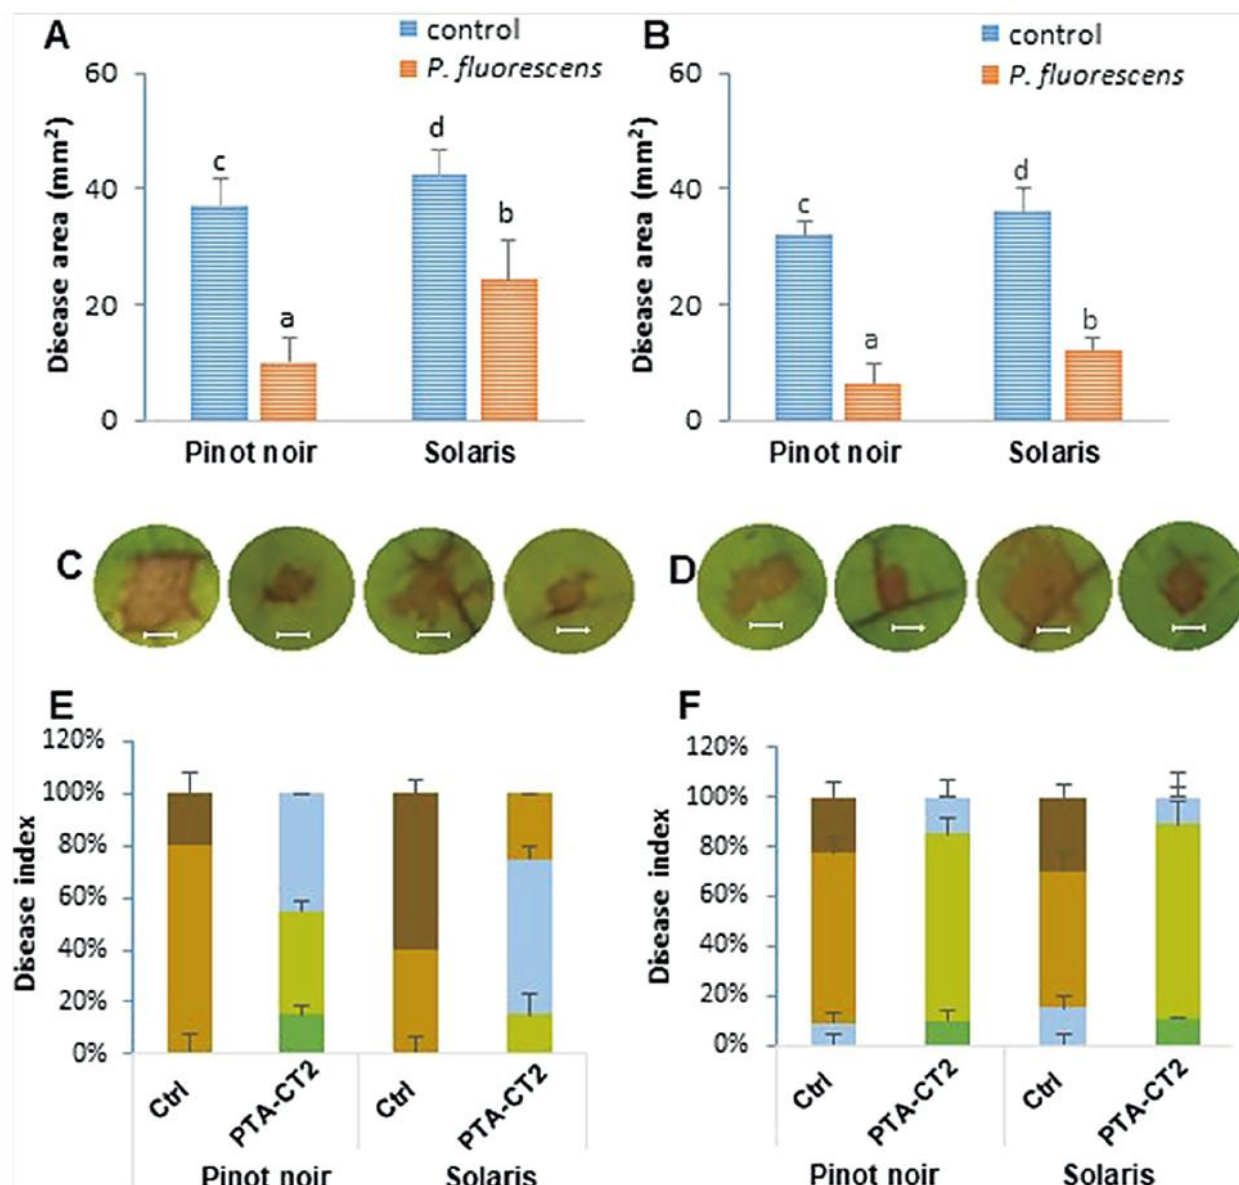 A
control
P. fluorescens
60
40
20
0
Disease area (mm²)
c
a
d
b
Pinot noir
Solaris
B
control
P. fluorescens
60
40
20
0
Disease area (mm²)
c
a
d
b
Pinot noir
Solaris
C
D
E
120%
100%
80%
60%
40%
20%
0%
Disease index
Ctrl
PTA-CT2
Ctrl
PTA-CT2
Pinot noir
Solaris
F
120%
100%
80%
60%
40%
20%
0%
Disease index
Ctrl
PTA-CT2
Ctrl
PTA-CT2
Pinot noir
Solaris